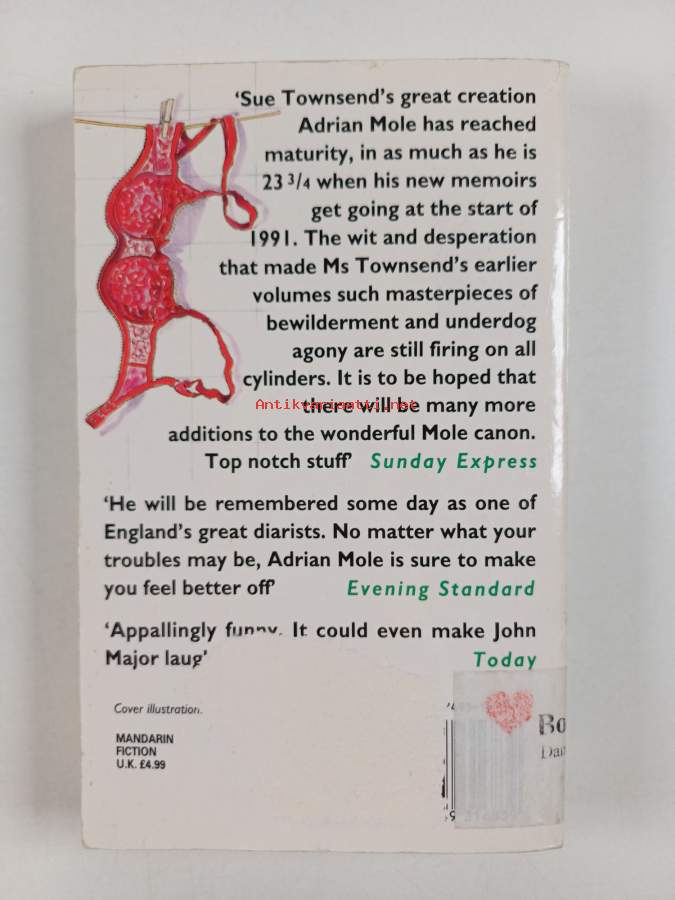 ‘Sue Townsend’s great creation
Adrian Mole has reached
maturity, in as much as he is
23 3/4 when his new memoirs
get going at the start of
1991. The wit and desperation
that made Ms Townsend’s earlier
volumes such masterpieces of
bewilderment and underdog
agony are still firing on all
cylinders. It is to be hoped that
there will be many more
Antikvariaatti.net
additions to the wonderful Mole canon.
Top notch stuff’ Sunday Express
‘He will be remembered some day as one of
England’s great diarists. No matter what your
troubles may be, Adrian Mole is sure to make
you feel better off’ Evening Standard
‘Appallingly funny. It could even make John
Major laug’ Today
Cover illustration.
MANDARIN
FICTION
U.K. £4.99
Bo
Dan